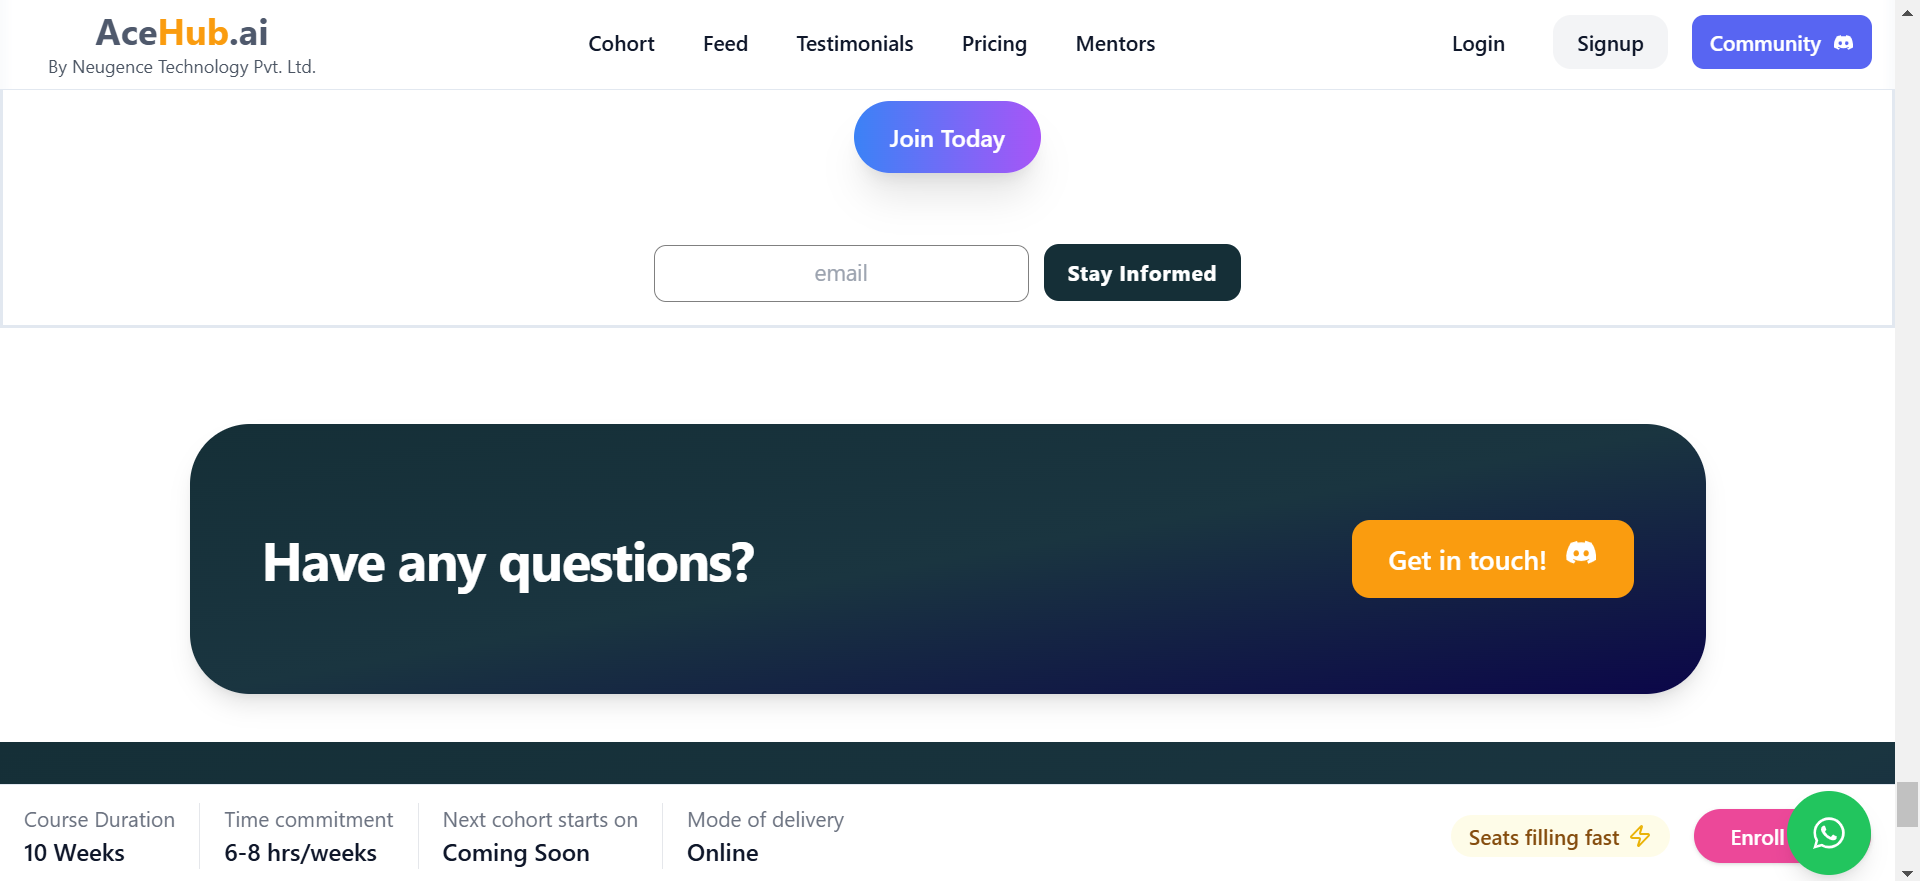 AceHub.ai
By Neugence Technology Pvt. Ltd.
Cohort Feed Testimonials Pricing Mentors
Login Signup Community
Join Today
email Stay Informed
Have any questions?
Get in touch!
Course Duration
10 Weeks
Time commitment
6-8 hrs/weeks
Next cohort starts on
Coming Soon
Mode of delivery
Online
Seats filling fast
Enroll